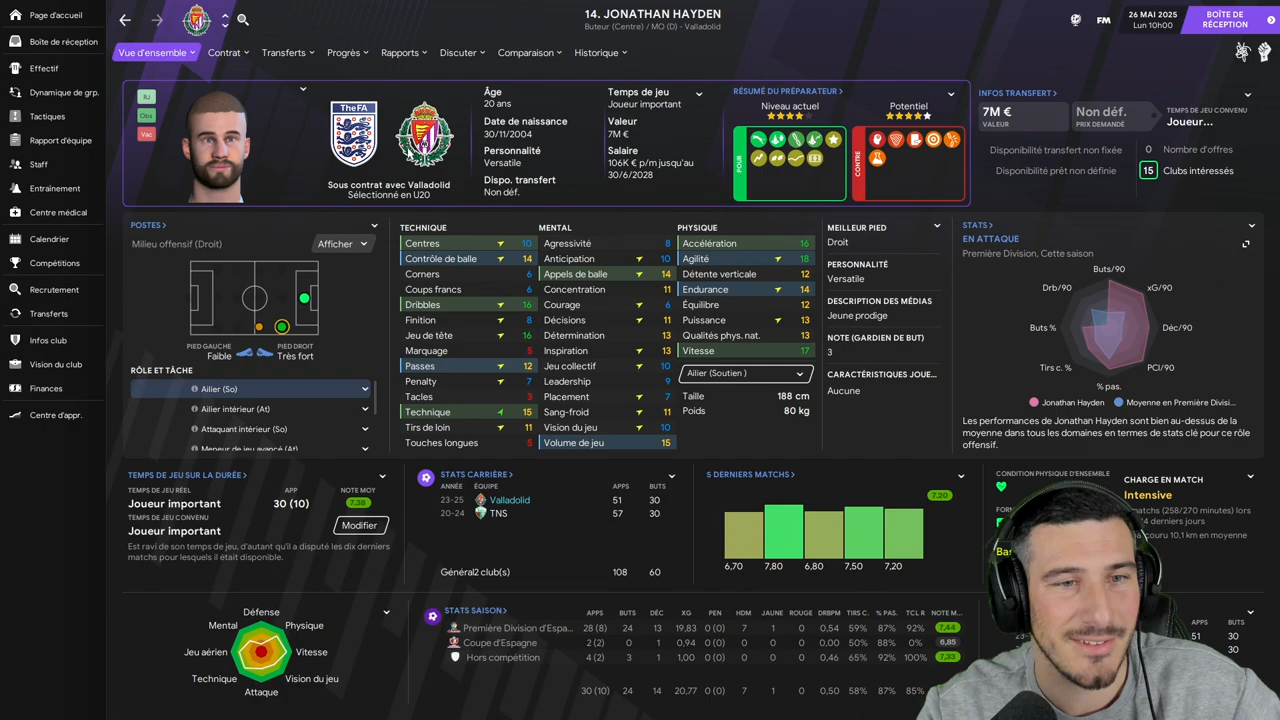 Page d'accueil
Boîte de réception
Effectif
Dynamique de grp.
Tactiques
Rapport d'équipe
Staff
Entrainement
Centre médical
Calendrier
Compétitions
Recrutement
Transferts
Infos club
Vision du club
Finances
Centre d'appr.
14. JONATHAN HAYDEN
Buteur (Centre) / MO (D) - Valladolid
FM
26 MAI 2025
Lun 10h00
BOÎTE DE RÉCEPTION
Vue d'ensemble Contrat Transferts Progrès Rapports Discuter Comparaison Historique
RJ
Obs
Vac
TheFA
Sous contrat avec Valladolid
Sélectionné en U20
Âge
20 ans
Date de naissance
30/11/2004
Personnalité
Versatile
Dispo. transfert
Non déf.
Temps de jeu
Joueur important
Valeur
7M €
Salaire
106K € p/m jusqu'au
30/6/2028
RÉSUMÉ DU PRÉPARATEUR
Niveau actuel
Potentiel
POUR
CONTRE
INFOS TRANSFERT
7M €
VALEUR
Non déf.
PRIX DEMANDÉ
TEMPS DE JEU CONVENU
Joueur...
Disponibilité transfert non fixée
0 Nombre d'offres
Disponibilité prêt non définie
15 Clubs intéressés
POSTES
Milieu offensif (Droit)
Afficher
PIED GAUCHE
Faible
PIED DROIT
Très fort
RÔLE ET TÂCHE
Ailier (So)
Ailier intérieur (At)
Attaquant intérieur (So)
Meneur de jeu avancé (At)
TECHNIQUE
Centres 10
Contrôle de balle 14
Corners 6
Coups francs 6
Dribbles 16
Finition 8
Jeu de tête 16
Marquage 5
Passes 12
Penalty 7
Tacles 3
Technique 15
Tirs de loin 11
Touches longues 5
MENTAL
Agressivité 8
Anticipation 10
Appels de balle 14
Concentration 11
Courage 6
Décisions 11
Détermination 13
Inspiration 13
Jeu collectif 10
Leadership 9
Placement 7
Sang-froid 11
Vision du jeu 10
Volume de jeu 15
PHYSIQUE
Accélération 16
Agilité 18
Détente verticale 12
Endurance 14
Équilibre 12
Puissance 13
Qualités phys. nat. 13
Vitesse 17
Ailier (Soutien )
Taille 188 cm
Poids 80 kg
MEILLEUR PIED
Droit
PERSONNALITÉ
Versatile
DESCRIPTION DES MÉDIAS
Jeune prodige
NOTE (GARDIEN DE BUT)
3
CARACTÉRISTIQUES JOUE...
Aucune
STATS
EN ATTAQUE
Première Division, Cette saison
Buts/90
xG/90
Déc/90
PCI/90
% pas.
Tirs c. %
Buts %
Drb/90
Jonathan Hayden
Moyenne en Première Divisi...
Les performances de Jonathan Hayden sont bien au-dessus de la
moyenne dans tous les domaines en termes de stats clé pour ce rôle
offensif.
TEMPS DE JEU SUR LA DURÉE
TEMPS DE JEU RÉEL APP NOTE MOY
Joueur important 30 (10) 7.38
TEMPS DE JEU CONVENU
Joueur important
Modifier
Est ravi de son temps de jeu, d'autant qu'il a disputé les dix derniers
matchs pour lesquels il était disponible.
STATS CARRIÈRE
ANNÉE ÉQUIPE APPS BUTS
23-25 Valladolid 51 30
20-24 TNS 57 30
Général 2 club(s) 108 60
5 DERNIERS MATCHS
7.20
6,70 7,80 6,80 7,50 7,20
CONDITION PHYSIQUE D'ENSEMBLE
CHARGE EN MATCH
Intensive
matchs (258/270 minutes) lors
derniers jours
couru 10.1 km en moyenne
Défense
Physique
Vitesse
Vision du jeu
Attaque
Technique
Jeu aérien
Mental
STATS SAISON
APPS BUTS DÉC XG PEN HDM JAUNE ROUGE DRBPM TIRS C. % PAS. TCL R NOTE M...
Première Division d'Espa... 28 (8) 24 13 19,83 0 (0) 7 1 0 0,54 59% 87% 92% 7,44
Coupe d'Espagne 2 (2) 0 1 0,94 0 (0) 0 0 0 0,00 50% 88% 0% 6,85
Hors compétition 4 (2) 3 1 1,00 0 (0) 0 0 0 0,46 65% 92% 100% 7,33
30 (10) 24 14 20,77 0 (0) 7 1 0 0,50 58% 87% 85%
APPS BUTS
51 30
30